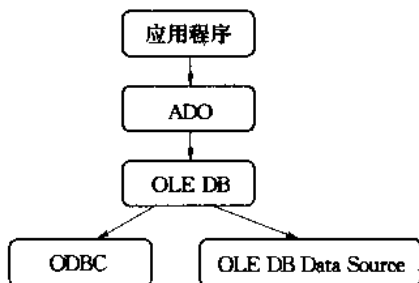 应用程序
ADO
OLE DB
ODBC
OLE DB Data Source